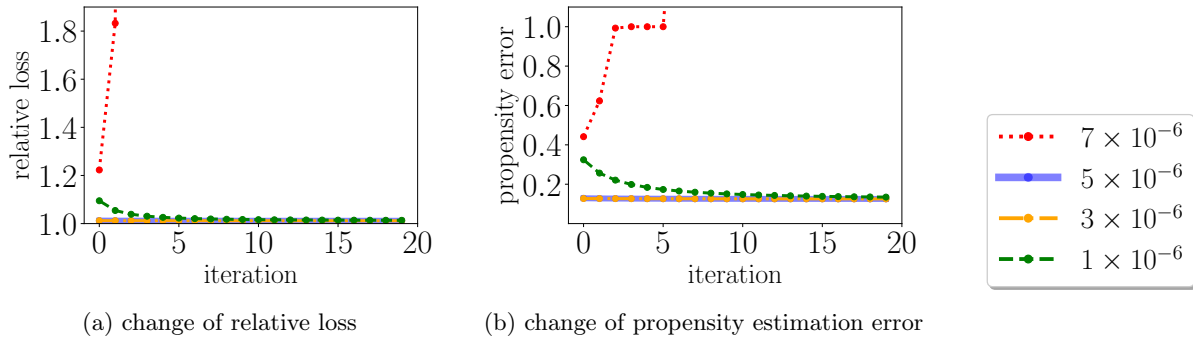 relative loss
1.8
1.6
1.4
1.2
1.0
0 5 10 15 20
iteration
(a) change of relative loss
propensity error
1.0
0.8
0.6
0.4
0.2
0 5 10 15 20
iteration
(b) change of propensity estimation error
7 × 10⁻⁶
5 × 10⁻⁶
3 × 10⁻⁶
1 × 10⁻⁶